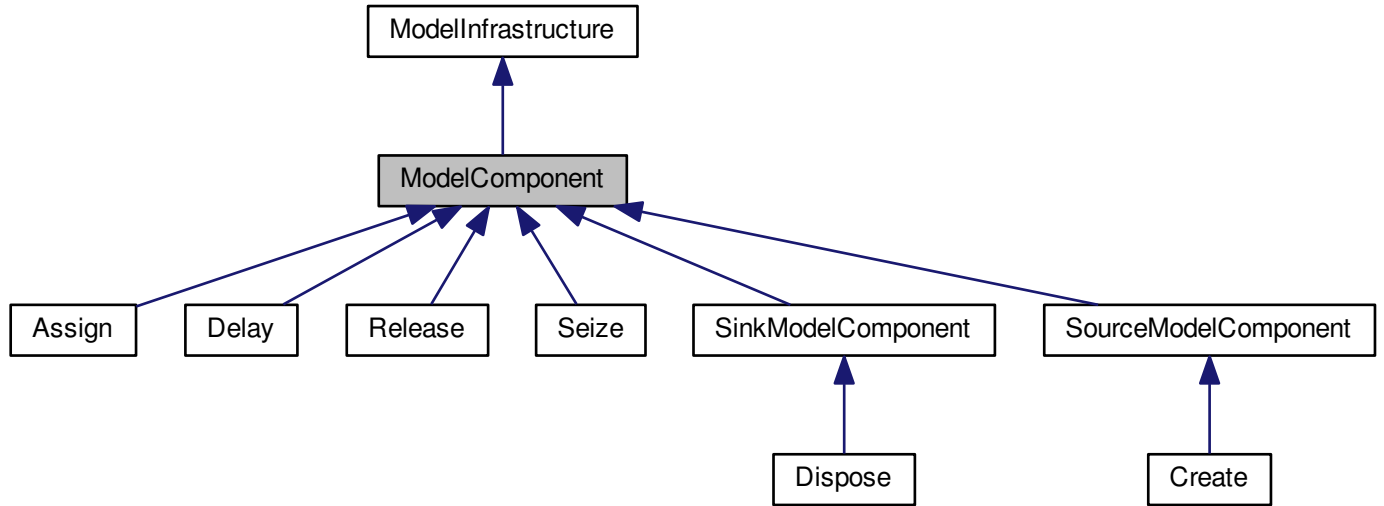 ModelInfrastructure
ModelComponent
Assign
Delay
Release
Seize
SinkModelComponent
SourceModelComponent
Dispose
Create